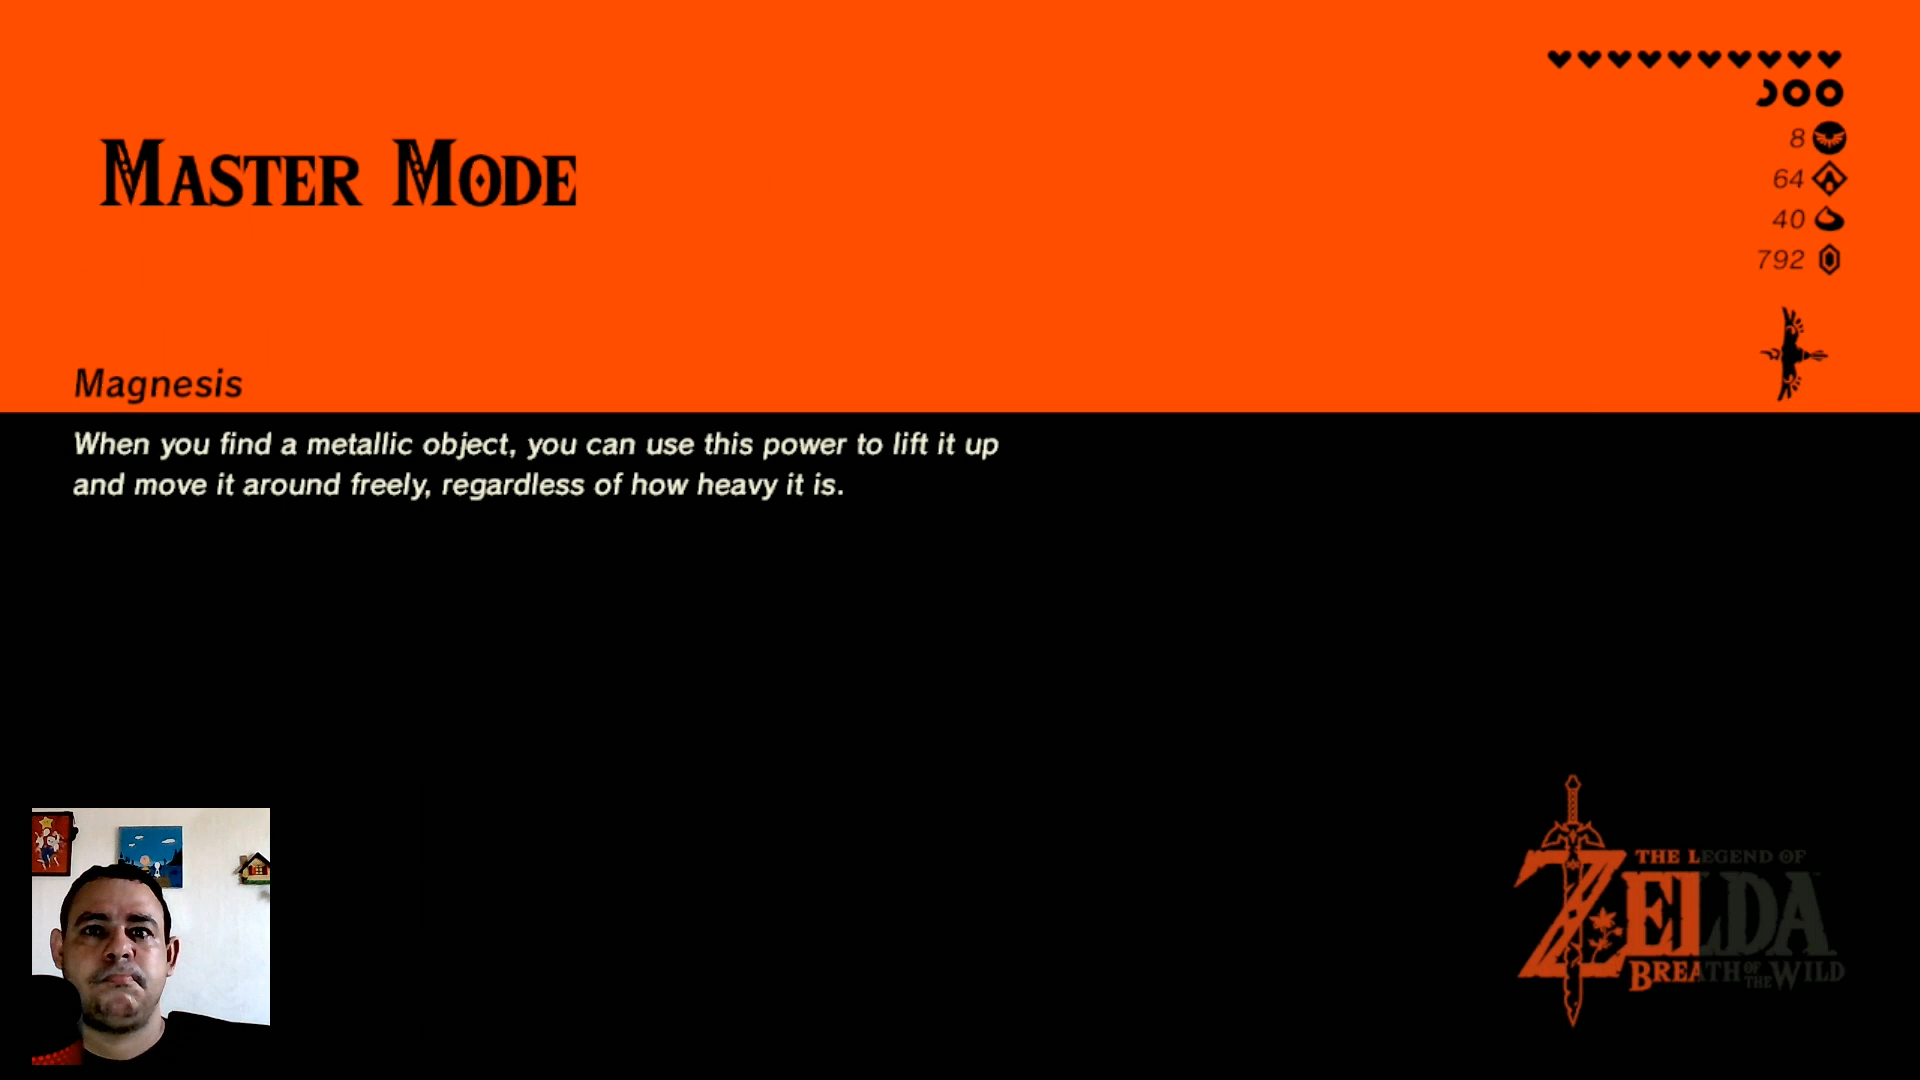 MASTER MODE
8
64
40
792
Magnesis
When you find a metallic object, you can use this power to lift it up
and move it around freely, regardless of how heavy it is.
THE LEGEND OF
ZELDA
BREATH OF THE WILD